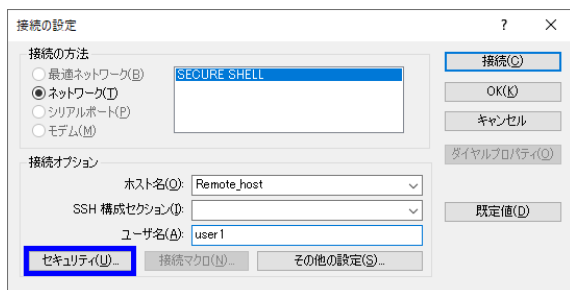 接続の設定
? ×
接続の方法
最適ネットワーク(B)
ネットワーク(T)
シリアルポート(P)
モデム(M)
SECURE SHELL
接続(C)
OK(K)
キャンセル
ダイヤルプロパティ(O)
接続オプション
ホスト名(O): Remote_host
SSH 構成セクション(I):
ユーザ名(A): user1
既定値(D)
セキュリティ(U)... 接続マクロ(N)... その他の設定(S)...